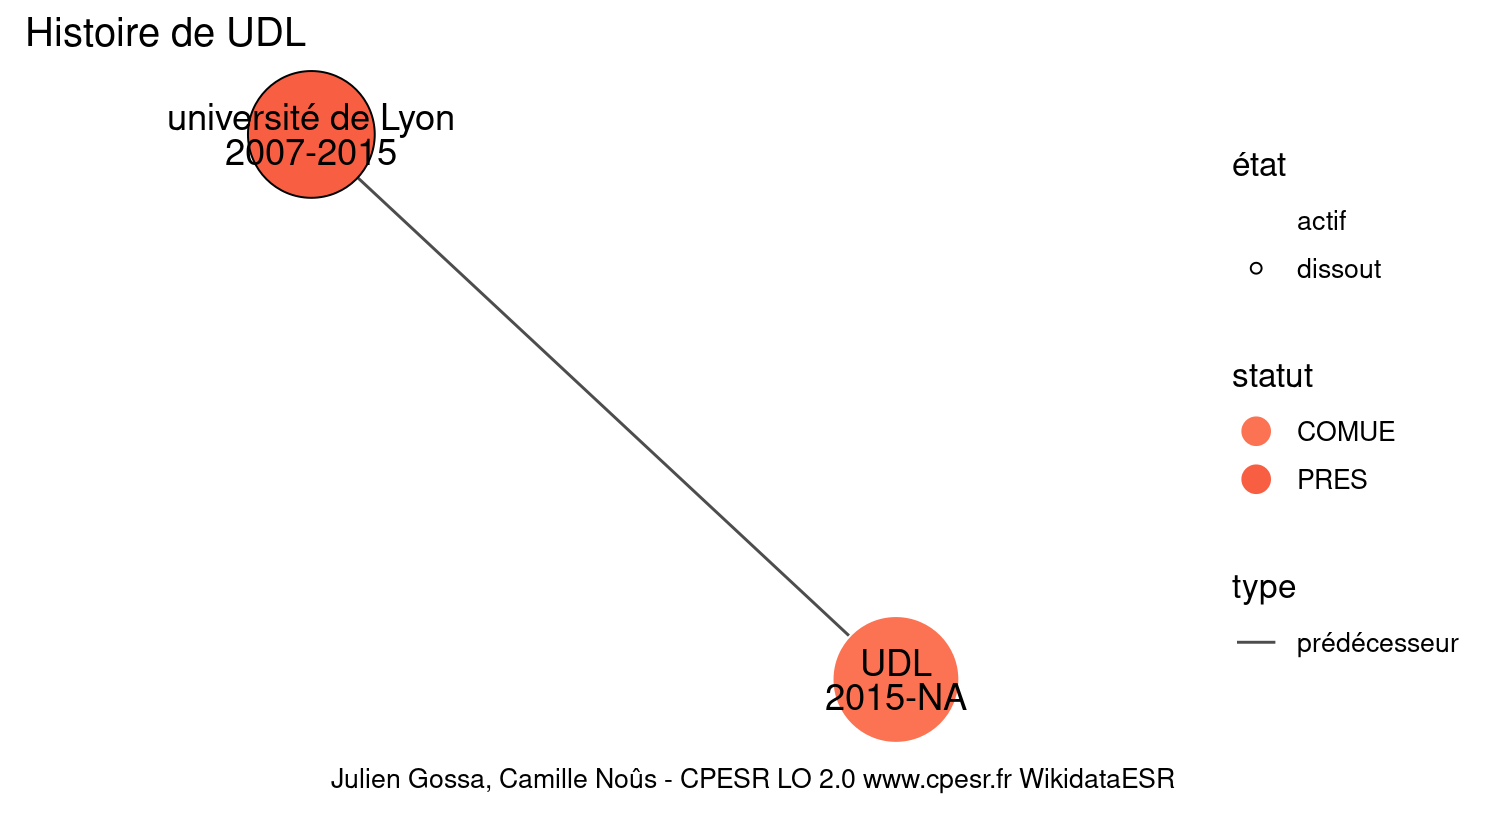 Histoire de UDL
université de Lyon
2007-2015
état
actif
dissout
statut
COMUE
PRES
type
prédécesseur
UDL
2015-NA
Julien Gossa, Camille Noûs - CPESR LO 2.0 www.cpesr.fr WikidataESR